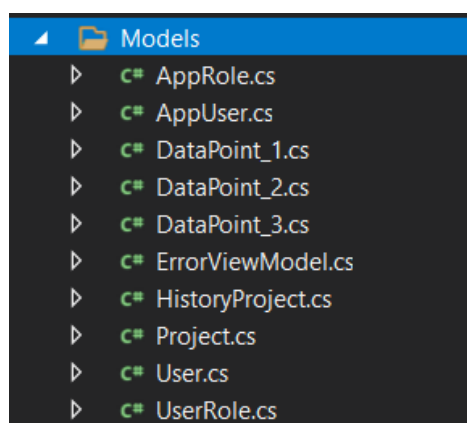 Models
C# AppRole.cs
C# AppUser.cs
C# DataPoint_1.cs
C# DataPoint_2.cs
C# DataPoint_3.cs
C# ErrorViewModel.cs
C# HistoryProject.cs
C# Project.cs
C# User.cs
C# UserRole.cs